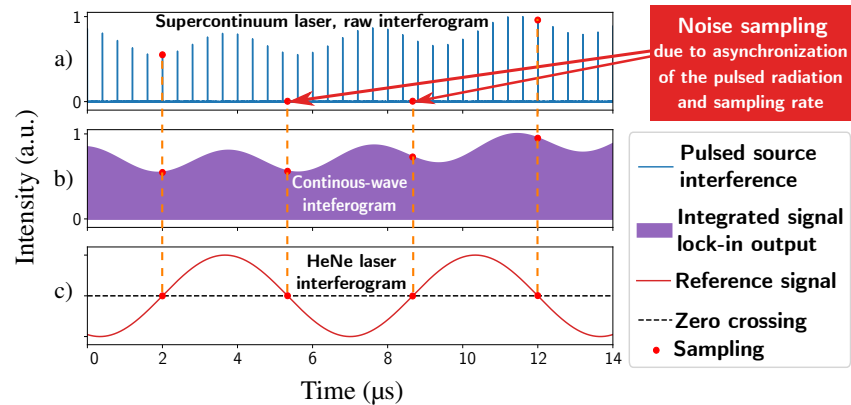 Supercontinuum laser, raw interferogram
a)
1
0
Noise sampling
due to asynchronization
of the pulsed radiation
and sampling rate
Intensity (a.u.)
b)
1
0
Continous-wave
inteferogram
c)
HeNe laser
interferogram
0
2
4
6
8
10
12
14
Time (μs)
Pulsed source
interference
Integrated signal
lock-in output
Reference signal
Zero crossing
Sampling